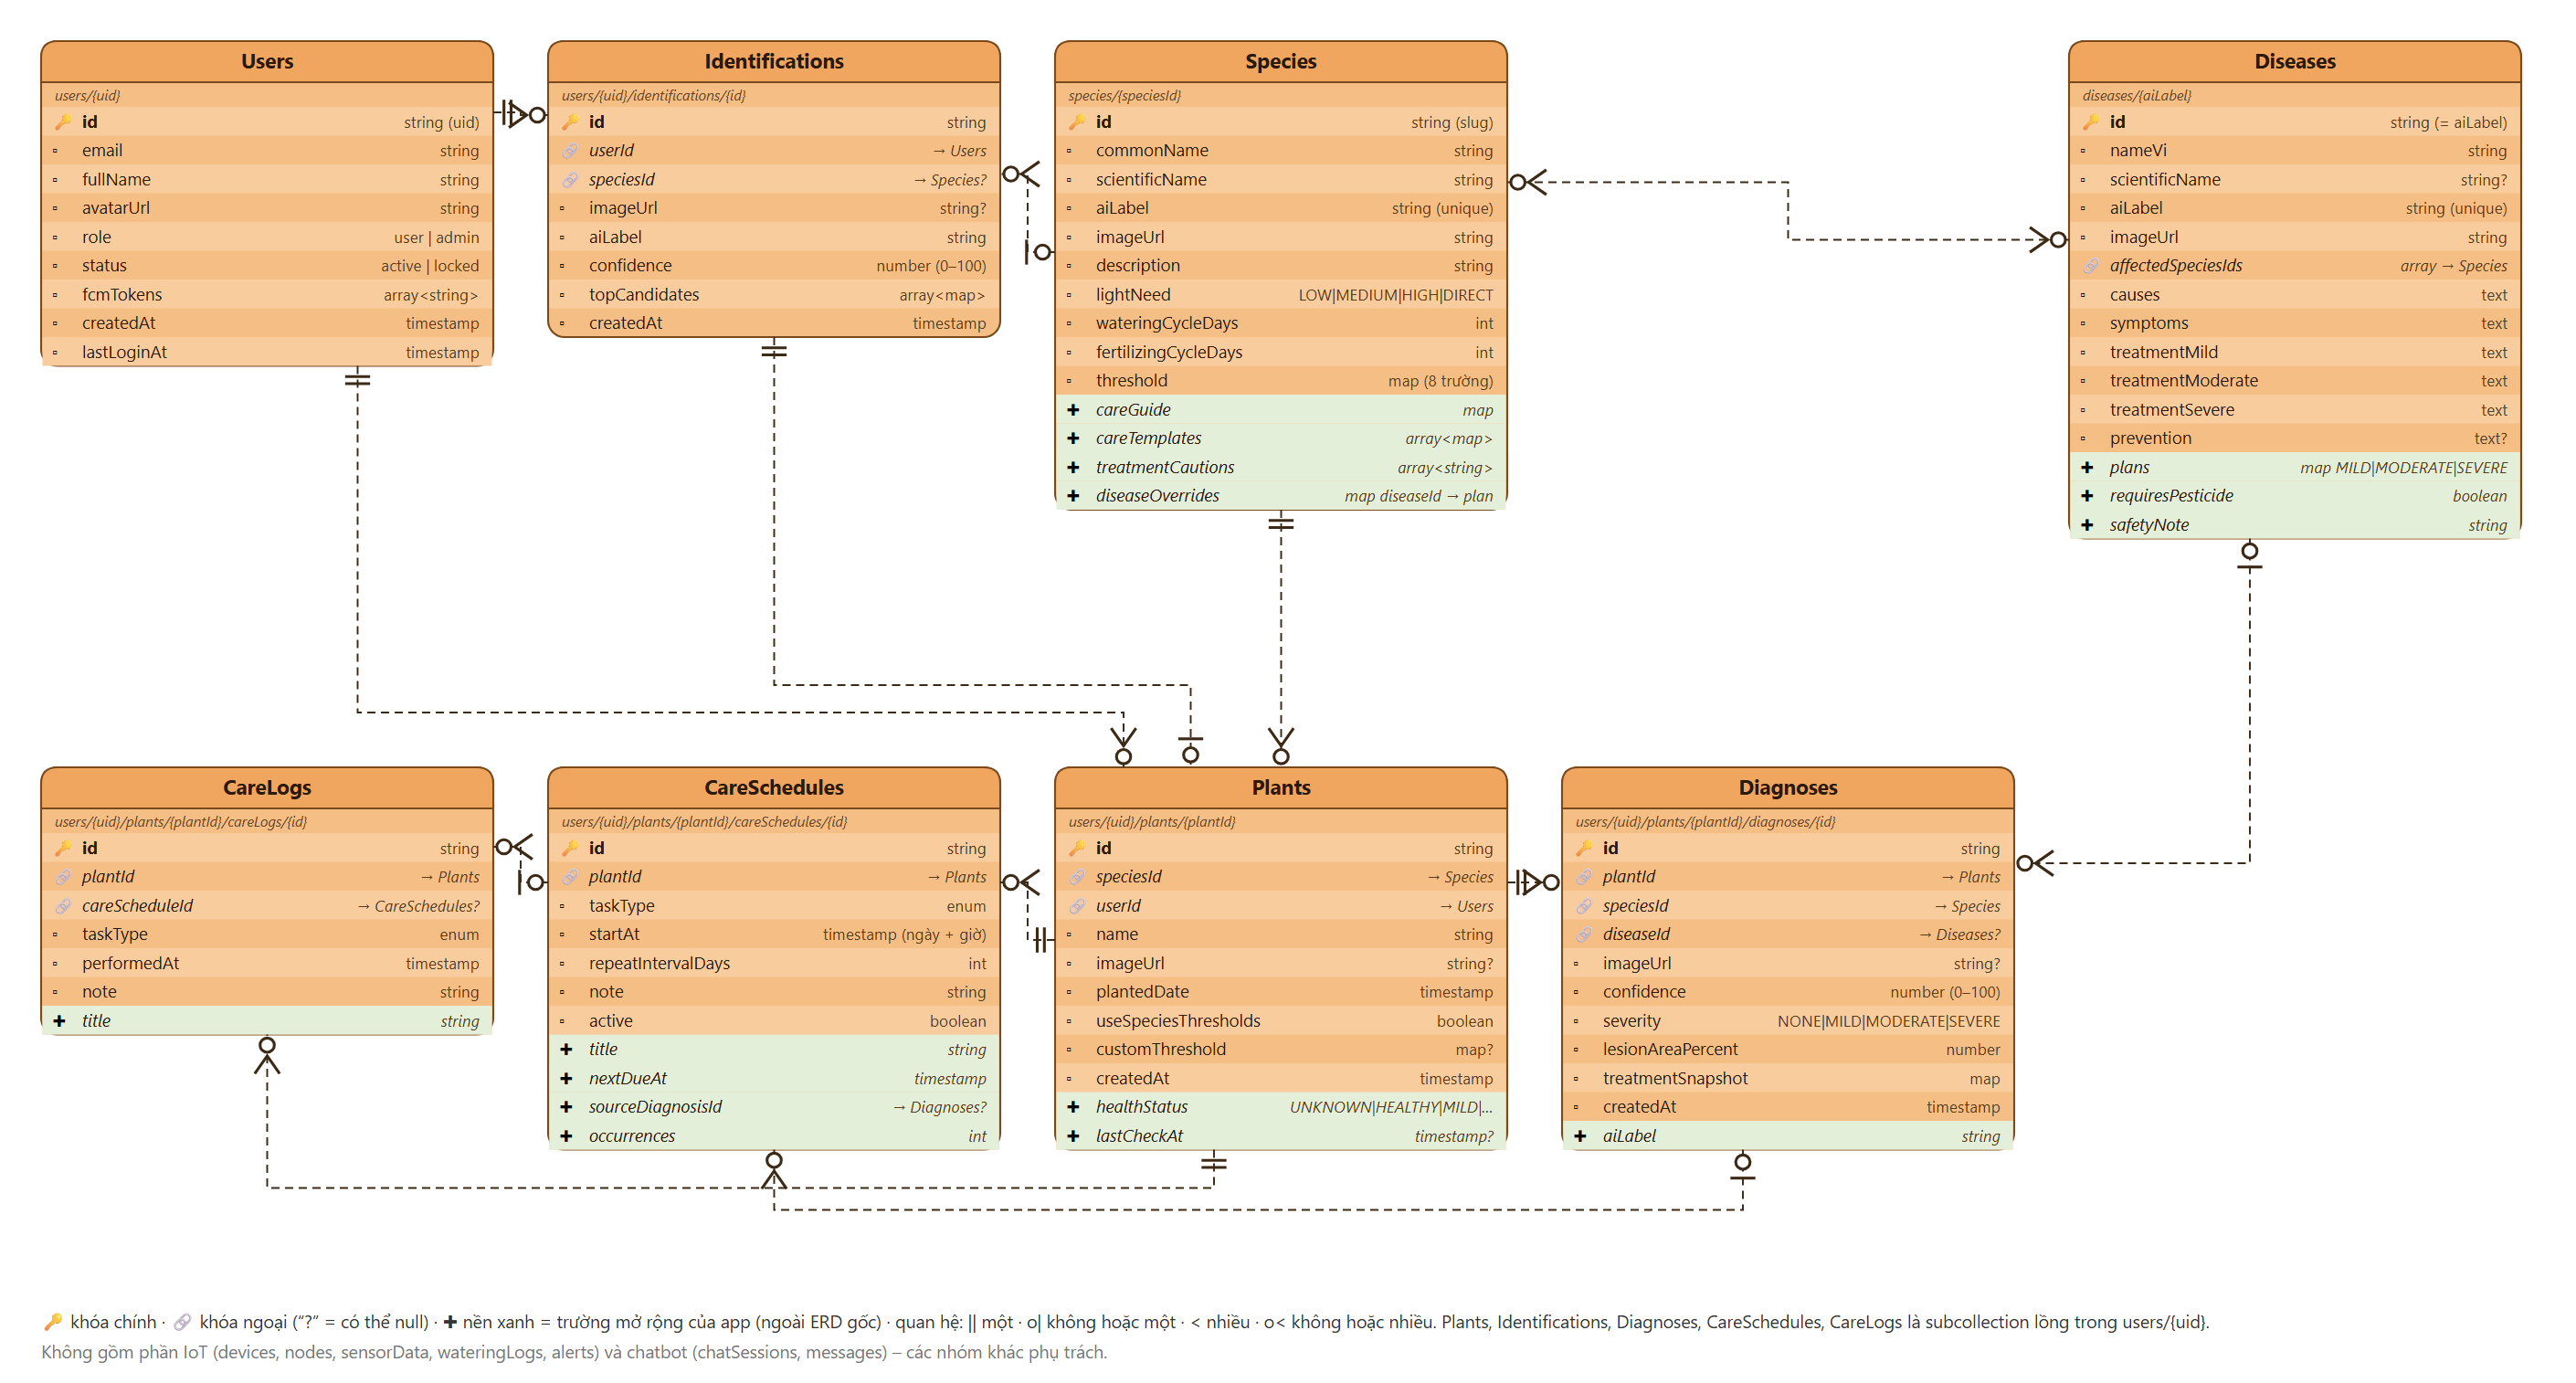 Users
users/{uid}
id string (uid)
email string
fullName string
avatarUrl string
role user | admin
status active | locked
fcmTokens array<string>
createdAt timestamp
lastLoginAt timestamp
Identifications
users/{uid}/identifications/{id}
id string
userId → Users
speciesId → Species?
imageUrl string?
aiLabel string
confidence number (0–100)
topCandidates array<map>
createdAt timestamp
Species
species/{speciesId}
id string (slug)
commonName string
scientificName string
aiLabel string (unique)
imageUrl string
description string
lightNeed LOW|MEDIUM|HIGH|DIRECT
wateringCycleDays int
fertilizingCycleDays int
threshold map (8 trường)
careGuide map
careTemplates array<map>
treatmentCautions array<string>
diseaseOverrides map diseaseId → plan
Diseases
diseases/{aiLabel}
id string (= aiLabel)
nameVi string
scientificName string?
aiLabel string (unique)
imageUrl string
affectedSpeciesIds array → Species
causes text
symptoms text
treatmentMild text
treatmentModerate text
treatmentSevere text
prevention text?
plans map MILD|MODERATE|SEVERE
requiresPesticide boolean
safetyNote string
CareLogs
users/{uid}/plants/{plantId}/careLogs/{id}
id string
plantId → Plants
careScheduleId → CareSchedules?
taskType enum
performedAt timestamp
note string
title string
CareSchedules
users/{uid}/plants/{plantId}/careSchedules/{id}
id string
plantId → Plants
taskType enum
startAt timestamp (ngày + giờ)
repeatIntervalDays int
note string
active boolean
title string
nextDueAt timestamp
sourceDiagnosisId → Diagnoses?
occurrences int
Plants
users/{uid}/plants/{plantId}
id string
speciesId → Species
userId → Users
name string
imageUrl string?
plantedDate timestamp
useSpeciesThresholds boolean
customThreshold map?
createdAt timestamp
healthStatus UNKNOWN|HEALTHY|MILD|...
lastCheckAt timestamp?
Diagnoses
users/{uid}/plants/{plantId}/diagnoses/{id}
id string
plantId → Plants
speciesId → Species
diseaseId → Diseases?
imageUrl string?
confidence number (0–100)
severity NONE|MILD|MODERATE|SEVERE
lesionAreaPercent number
treatmentSnapshot map
createdAt timestamp
aiLabel string
🔑 khóa chính · 🔗 khóa ngoại (“?” = có thể null) · ✚ nền xanh = trường mở rộng của app (ngoài ERD gốc) · quan hệ: || một · o| không hoặc một · < nhiều · o< không hoặc nhiều. Plants, Identifications, Diagnoses, CareSchedules, CareLogs là subcollection lồng trong users/{uid}.
Không gồm phần IoT (devices, nodes, sensorData, wateringLogs, alerts) và chatbot (chatSessions, messages) – các nhóm khác phụ trách.